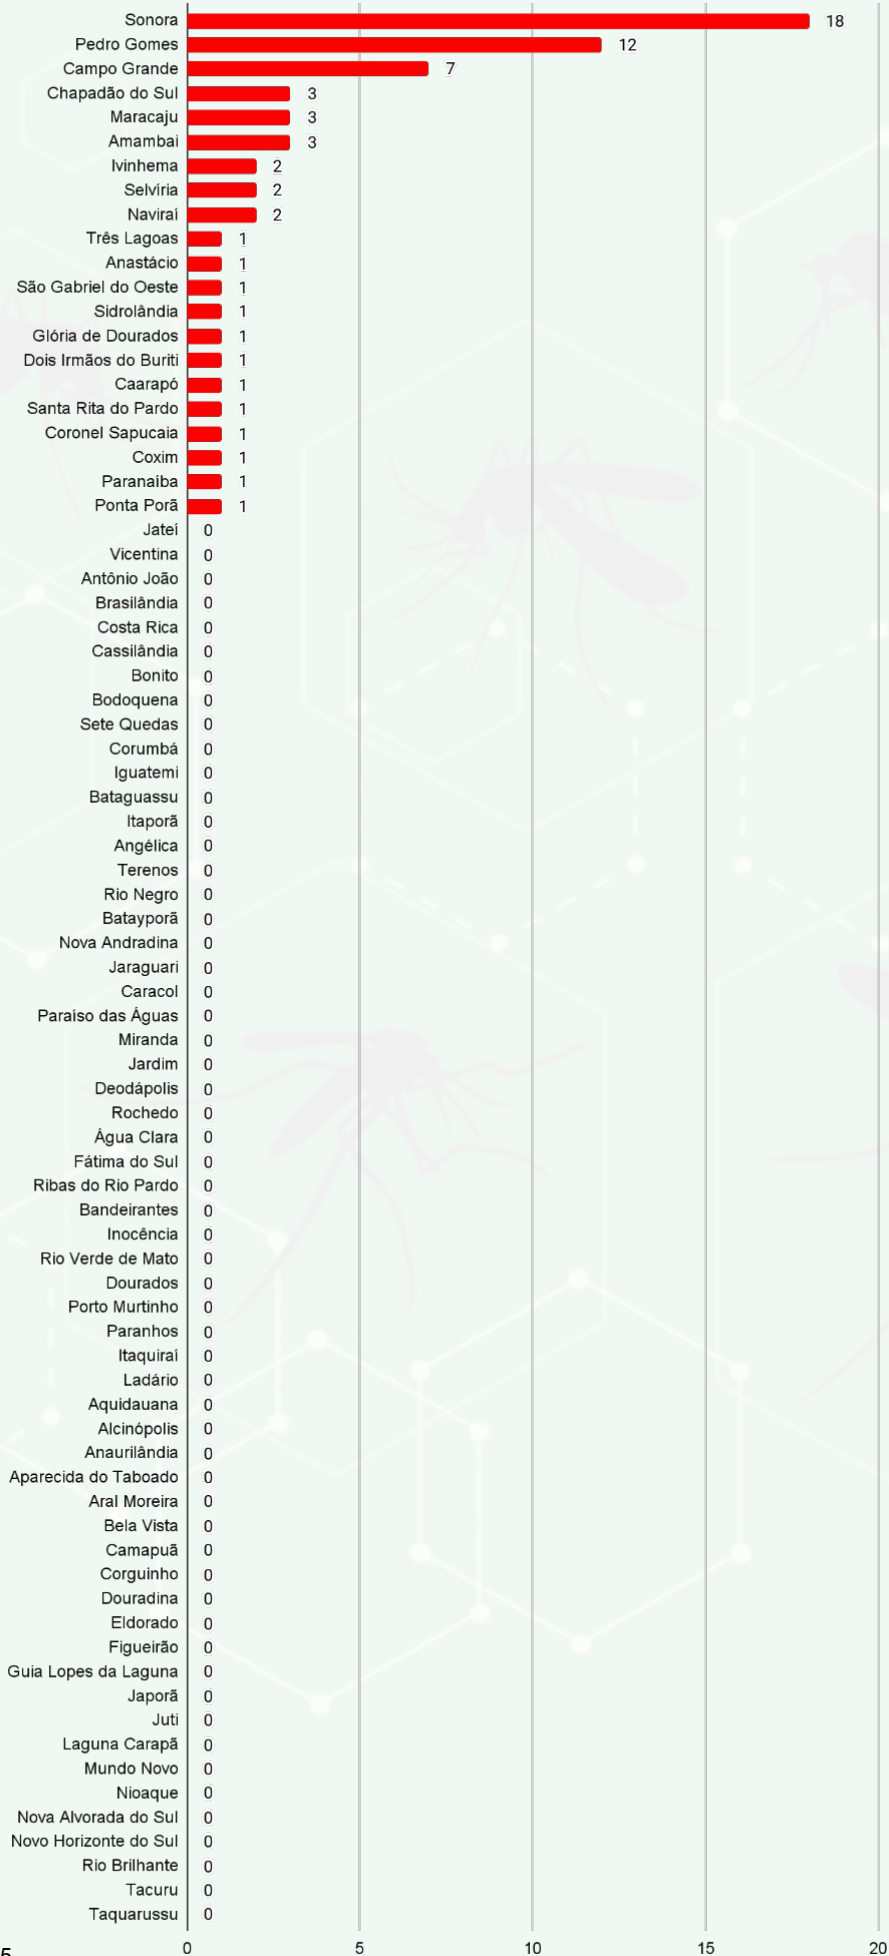 Sonora 18
Pedro Gomes 12
Campo Grande 7
Chapadão do Sul 3
Maracaju 3
Amambai 3
Ivinhema 2
Selvíria 2
Naviraí 2
Três Lagoas 1
Anastácio 1
São Gabriel do Oeste 1
Sidrolândia 1
Glória de Dourados 1
Dois Irmãos do Buriti 1
Caarapó 1
Santa Rita do Pardo 1
Coronel Sapucaia 1
Coxim 1
Paranaíba 1
Ponta Porã 1
Jateí 0
Vicentina 0
Antônio João 0
Brasilândia 0
Costa Rica 0
Cassilândia 0
Bonito 0
Bodoquena 0
Sete Quedas 0
Corumbá 0
Iguatemi 0
Bataguassu 0
Itaporã 0
Angélica 0
Terenos 0
Rio Negro 0
Batayporã 0
Nova Andradina 0
Jaraguari 0
Caracol 0
Paraíso das Águas 0
Miranda 0
Jardim 0
Deodápolis 0
Rochedo 0
Água Clara 0
Fátima do Sul 0
Ribas do Rio Pardo 0
Bandeirantes 0
Inocência 0
Rio Verde de Mato 0
Dourados 0
Porto Murtinho 0
Paranhos 0
Itaquiraí 0
Ladário 0
Aquidauana 0
Alcinópolis 0
Anaurilândia 0
Aparecida do Taboado 0
Aral Moreira 0
Bela Vista 0
Camapuã 0
Corguinho 0
Douradina 0
Eldorado 0
Figueirão 0
Guia Lopes da Laguna 0
Japorã 0
Juti 0
Laguna Carapã 0
Mundo Novo 0
Nioaque 0
Nova Alvorada do Sul 0
Novo Horizonte do Sul 0
Rio Brilhante 0
Tacuru 0
Taquarussu 0
0 5 10 15 20
5